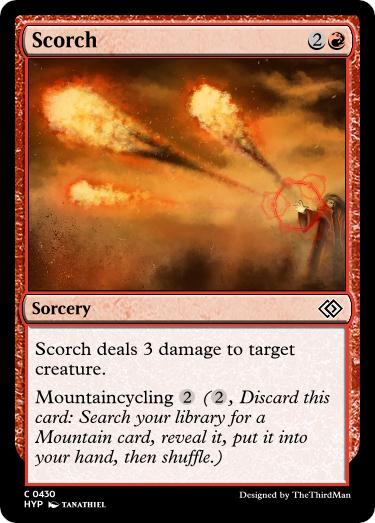 Scorch 2
Sorcery
Scorch deals 3 damage to target
creature.
Mountaincycling 2 (2, Discard this
card: Search your library for a
Mountain card, reveal it, put it into
your hand, then shuffle.)
C 0430
HYP TANATHIEL
Designed by TheThirdMan